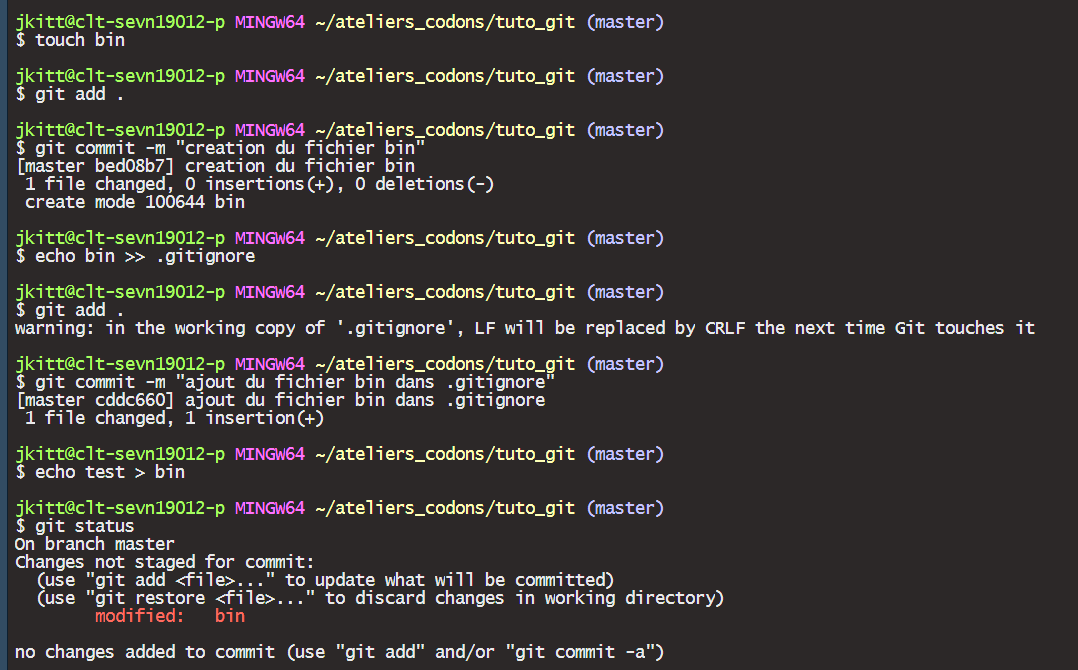 jkitt@clt-sevn19012-p MINGW64 ~/ateliers_codons/tuto_git (master)
$ touch bin
jkitt@clt-sevn19012-p MINGW64 ~/ateliers_codons/tuto_git (master)
$ git add .
jkitt@clt-sevn19012-p MINGW64 ~/ateliers_codons/tuto_git (master)
$ git commit -m "creation du fichier bin"
[master bed08b7] creation du fichier bin
 1 file changed, 0 insertions(+), 0 deletions(-)
 create mode 100644 bin
jkitt@clt-sevn19012-p MINGW64 ~/ateliers_codons/tuto_git (master)
$ echo bin >> .gitignore
jkitt@clt-sevn19012-p MINGW64 ~/ateliers_codons/tuto_git (master)
$ git add .
warning: in the working copy of '.gitignore', LF will be replaced by CRLF the next time Git touches it
jkitt@clt-sevn19012-p MINGW64 ~/ateliers_codons/tuto_git (master)
$ git commit -m "ajout du fichier bin dans .gitignore"
[master cddc660] ajout du fichier bin dans .gitignore
 1 file changed, 1 insertion(+)
jkitt@clt-sevn19012-p MINGW64 ~/ateliers_codons/tuto_git (master)
$ echo test > bin
jkitt@clt-sevn19012-p MINGW64 ~/ateliers_codons/tuto_git (master)
$ git status
On branch master
Changes not staged for commit:
  (use "git add <file>..." to update what will be committed)
  (use "git restore <file>..." to discard changes in working directory)
        modified:   bin
no changes added to commit (use "git add" and/or "git commit -a")